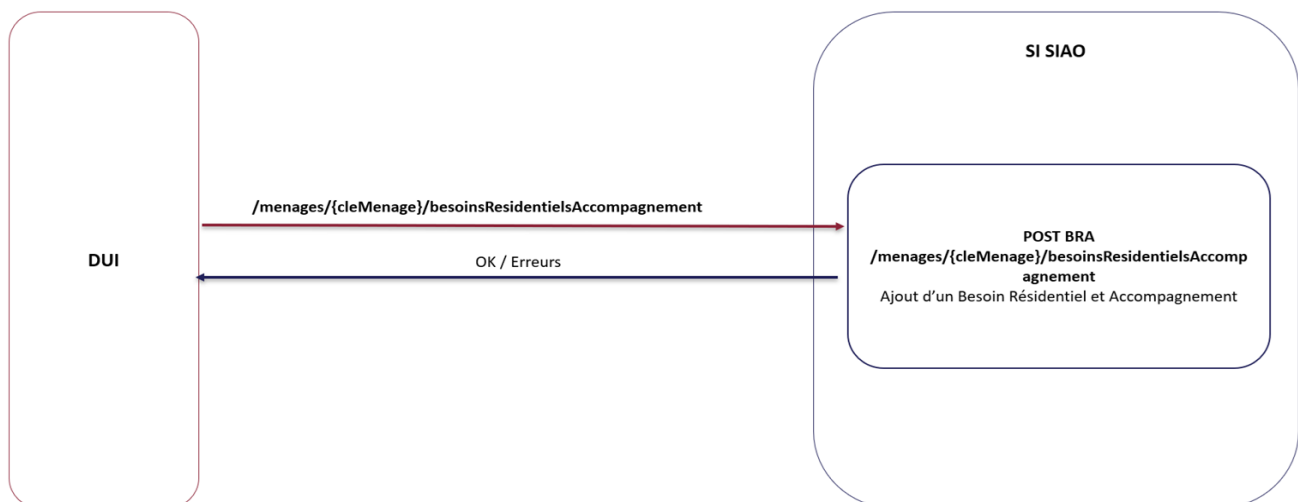 SI SIAO
/menages/{cleMenage}/besoinsResidentielsAccompagnement
DUI
OK / Erreurs
POST BRA
/menages/{cleMenage}/besoinsResidentielsAccomp
agnement
Ajout d'un Besoin Résidentiel et Accompagnement